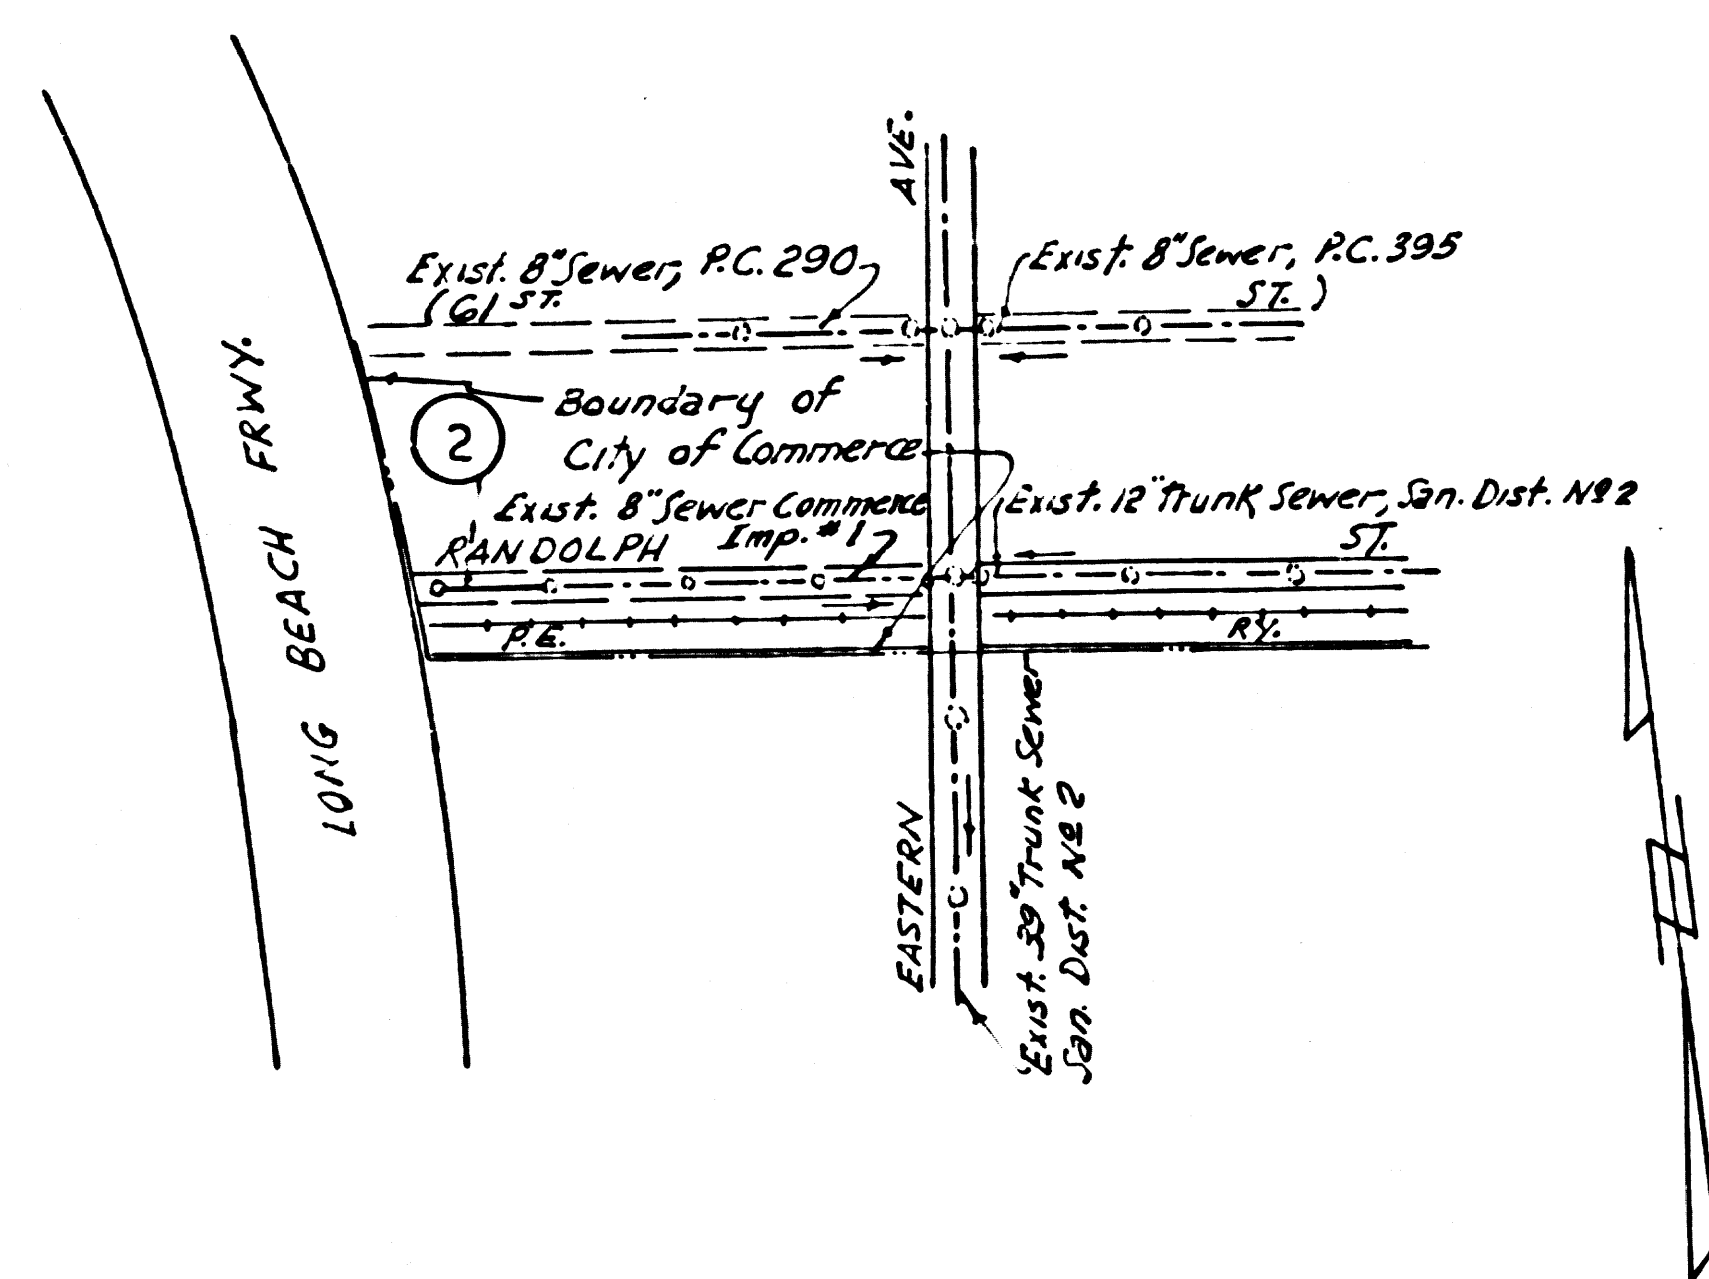 AVE.
Exist. 8" Sewer, P.C. 290
Exist. 8" Sewer, P.C. 395
(61 ST.
ST.)
LONG BEACH FRWY.
Boundary of
City of Commerce
2
Exist. 8" Sewer Commerce
Imp. #1
Exist. 12" Trunk Sewer, San. Dist. Nº 2
RANDOLPH
ST.
P.E.
RY.
EASTERN
Exist. 39" Trunk Sewer
San. Dist. Nº 2
N